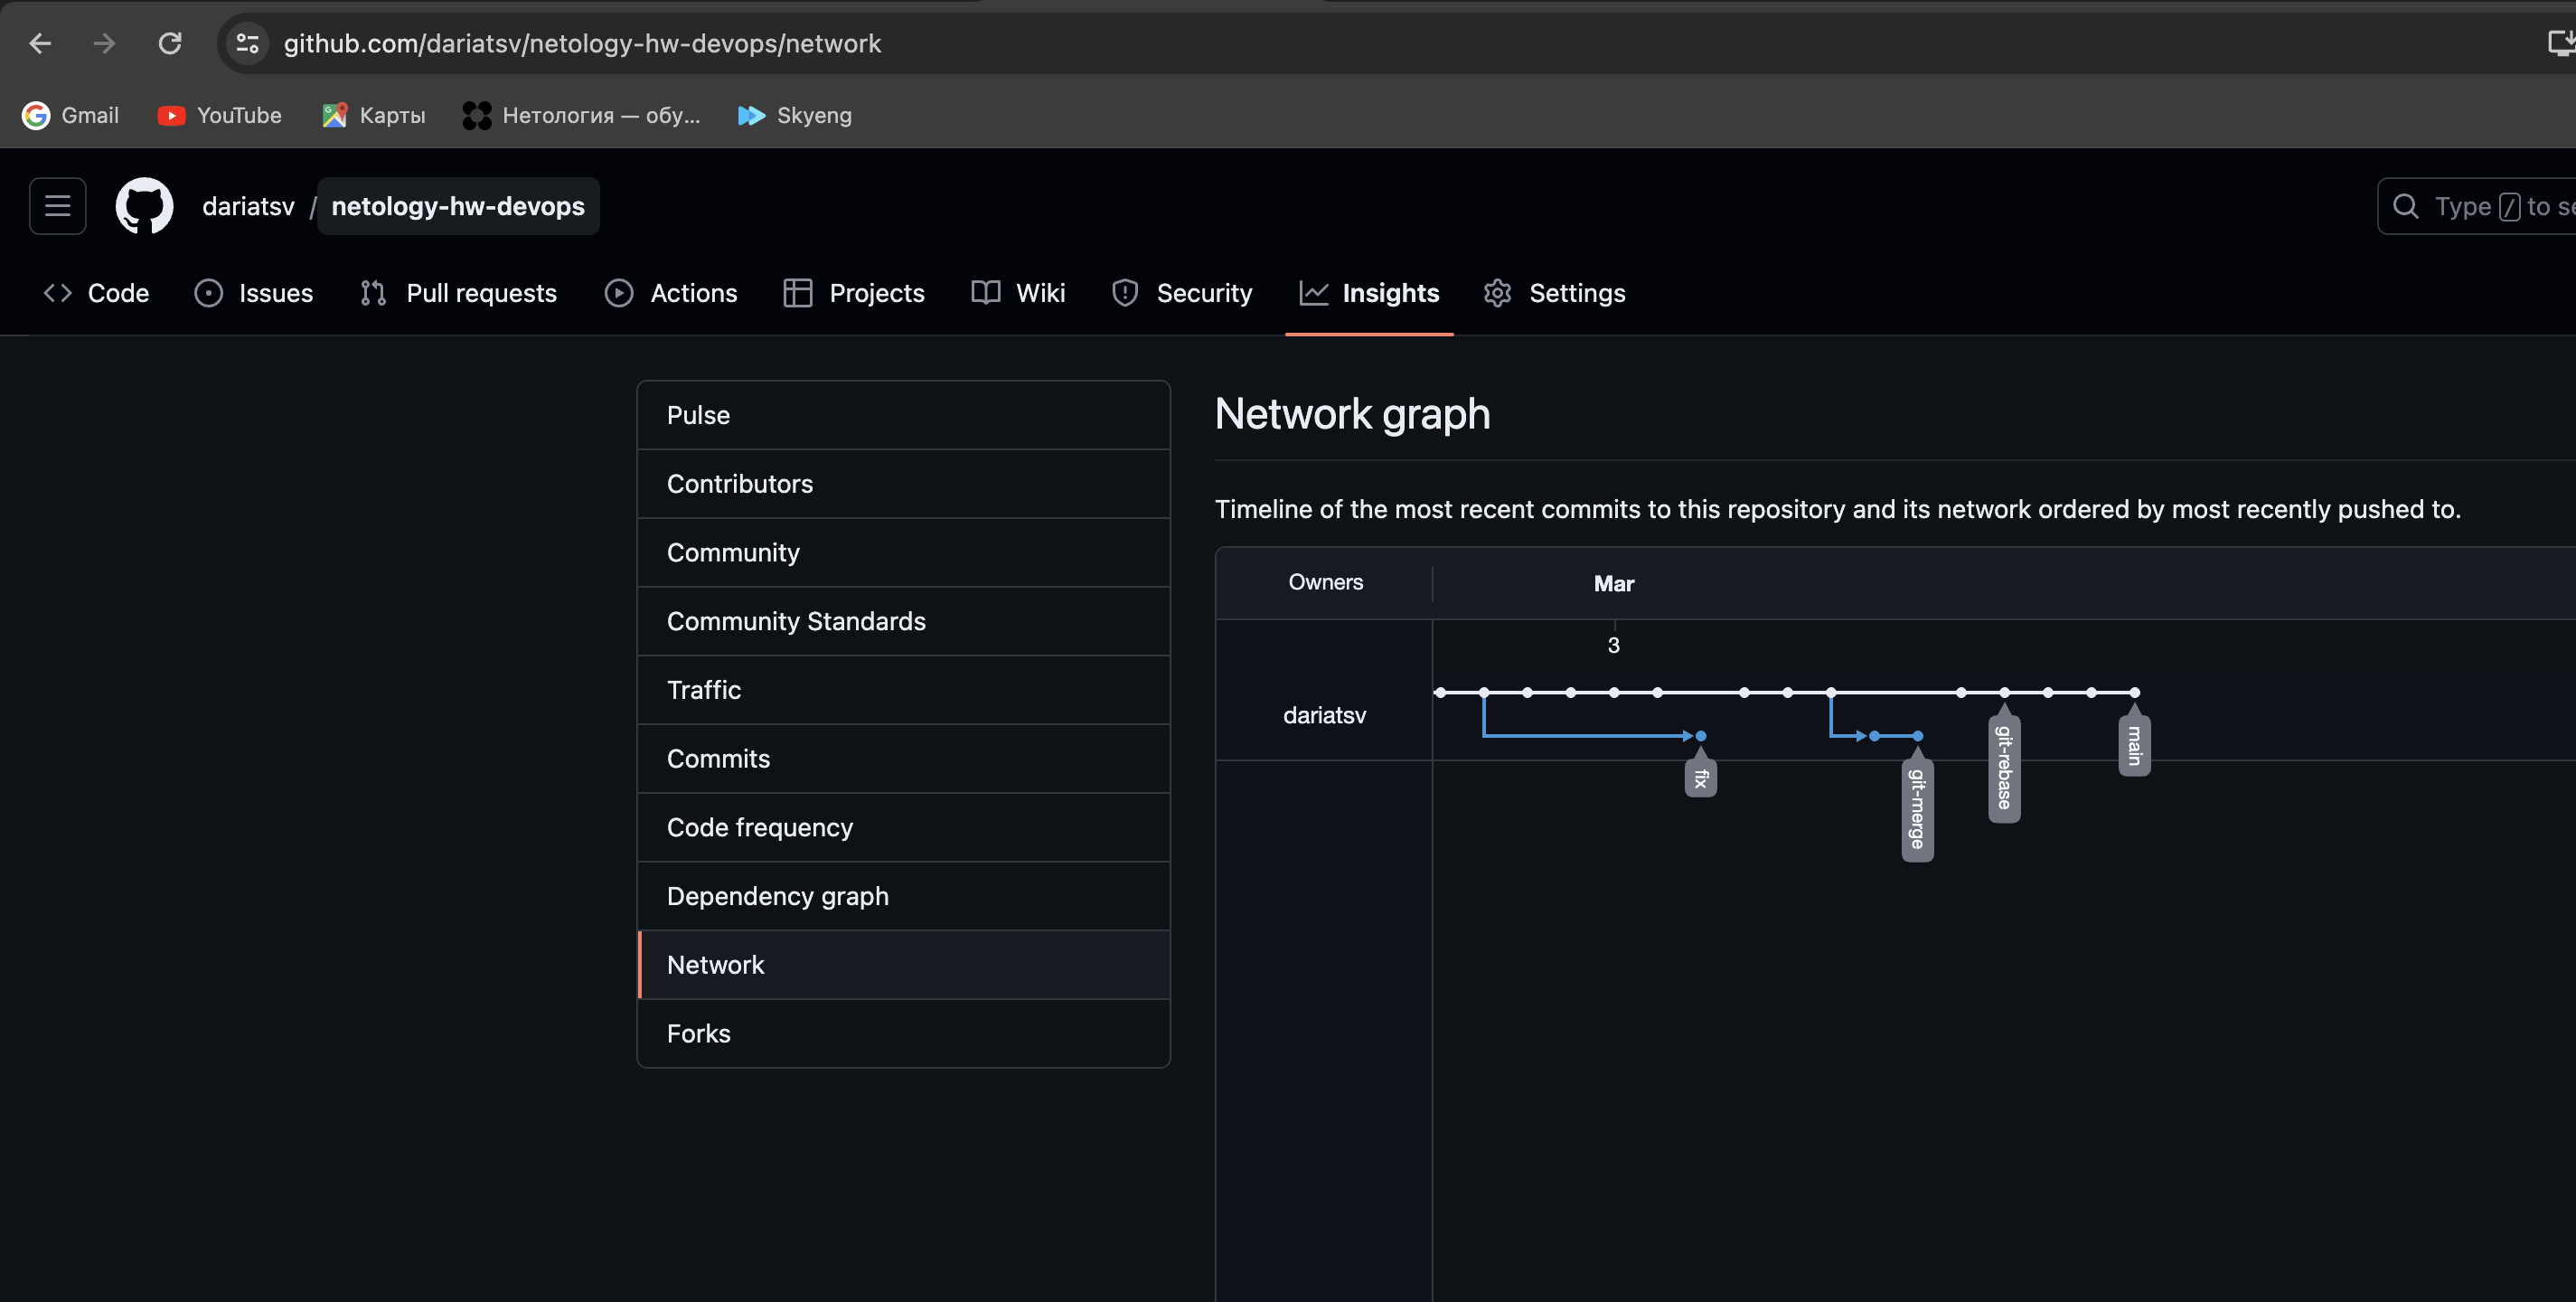 github.com/dariatsv/netology-hw-devops/network
Gmail YouTube Карты Нетология — обу... Skyeng
dariatsv / netology-hw-devops
Type / to se
Code Issues Pull requests Actions Projects Wiki Security Insights Settings
Pulse
Contributors
Community
Community Standards
Traffic
Commits
Code frequency
Dependency graph
Network
Forks
Network graph
Timeline of the most recent commits to this repository and its network ordered by most recently pushed to.
Owners Mar
3
dariatsv
fix
git-merge
git-rebase
main